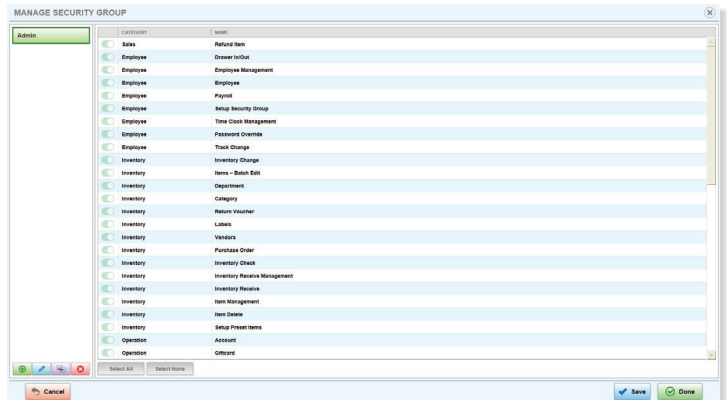 MANAGE SECURITY GROUP
Admin
CATEGORY NAME
Sales Refund Item
Employee Drawer In/Out
Employee Employee Management
Employee Employee
Employee Payroll
Employee Setup Security Group
Employee Time Clock Management
Employee Password Override
Employee Track Change
Inventory Inventory Change
Inventory Items – Batch Edit
Inventory Department
Inventory Category
Inventory Return Voucher
Inventory Labels
Inventory Vendors
Inventory Purchase Order
Inventory Inventory Check
Inventory Inventory Receive Management
Inventory Inventory Receive
Inventory Item Management
Inventory Item Delete
Inventory Setup Preset Items
Operation Account
Operation Giftcard
Select All Select None
Cancel Save Done